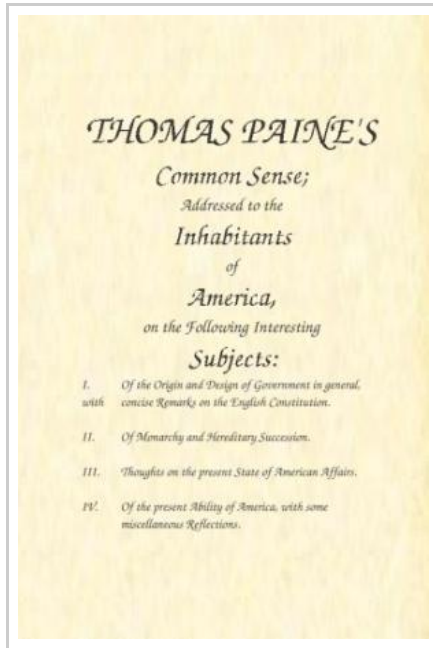 THOMAS PAINE'S
Common Sense;
Addressed to the
Inhabitants
of
America,
on the Following Interesting
Subjects:
I. Of the Origin and Design of Government in general,
with concise Remarks on the English Constitution.
II. Of Monarchy and Hereditary Succession.
III. Thoughts on the present State of American Affairs.
IV. Of the present Ability of America, with some
miscellaneous Reflections.